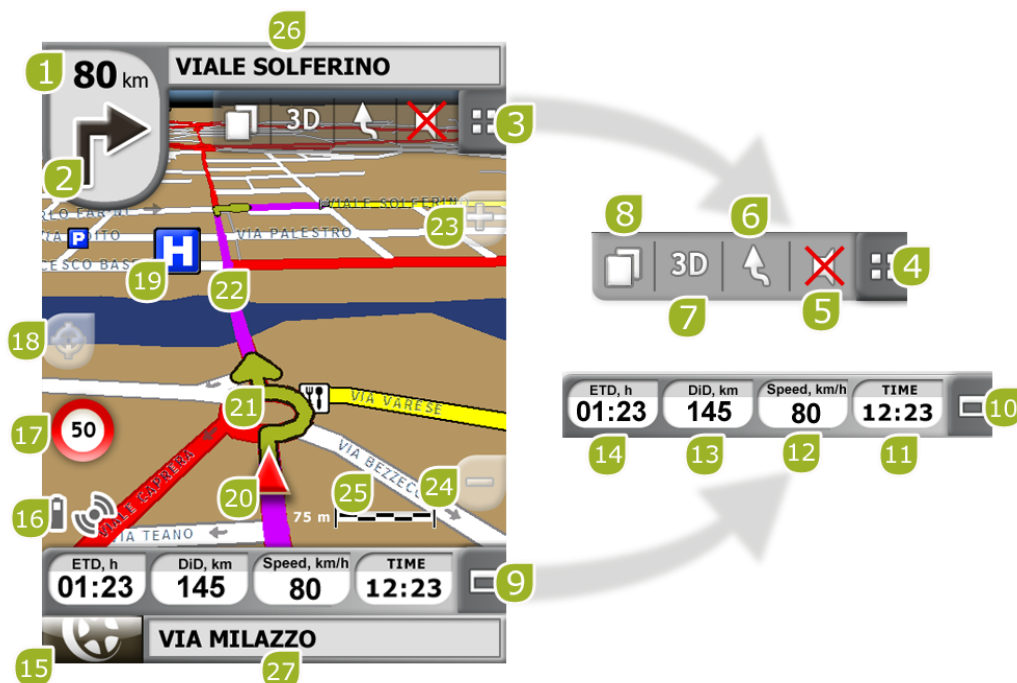 26
1
80 km
VIALE SOLFERINO
3D
3
2
VIALE SOLFERINO
23
P
VIA PALESTRO
H
19
22
18
21
VIA VARESE
17
50
VIALE CAPRERA
VIA BEZZECCA
20
25
24
16
75 m
VIA TEANO
ETD, h
01:23
DiD, km
145
Speed, km/h
80
TIME
12:23
9
15
VIA MILAZZO
27
8
6
3D
4
7
5
ETD, h
01:23
DiD, km
145
Speed, km/h
80
TIME
12:23
10
14
13
12
11